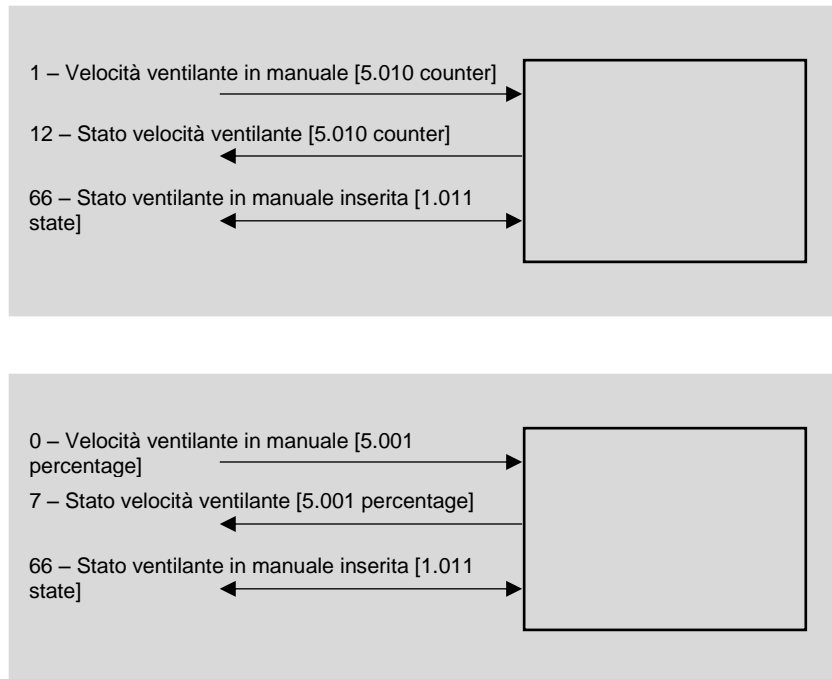 1 – Velocità ventilante in manuale [5.010 counter]
12 – Stato velocità ventilante [5.010 counter]
66 – Stato ventilante in manuale inserita [1.011
state]
0 – Velocità ventilante in manuale [5.001
percentage]
7 – Stato velocità ventilante [5.001 percentage]
66 – Stato ventilante in manuale inserita [1.011
state]